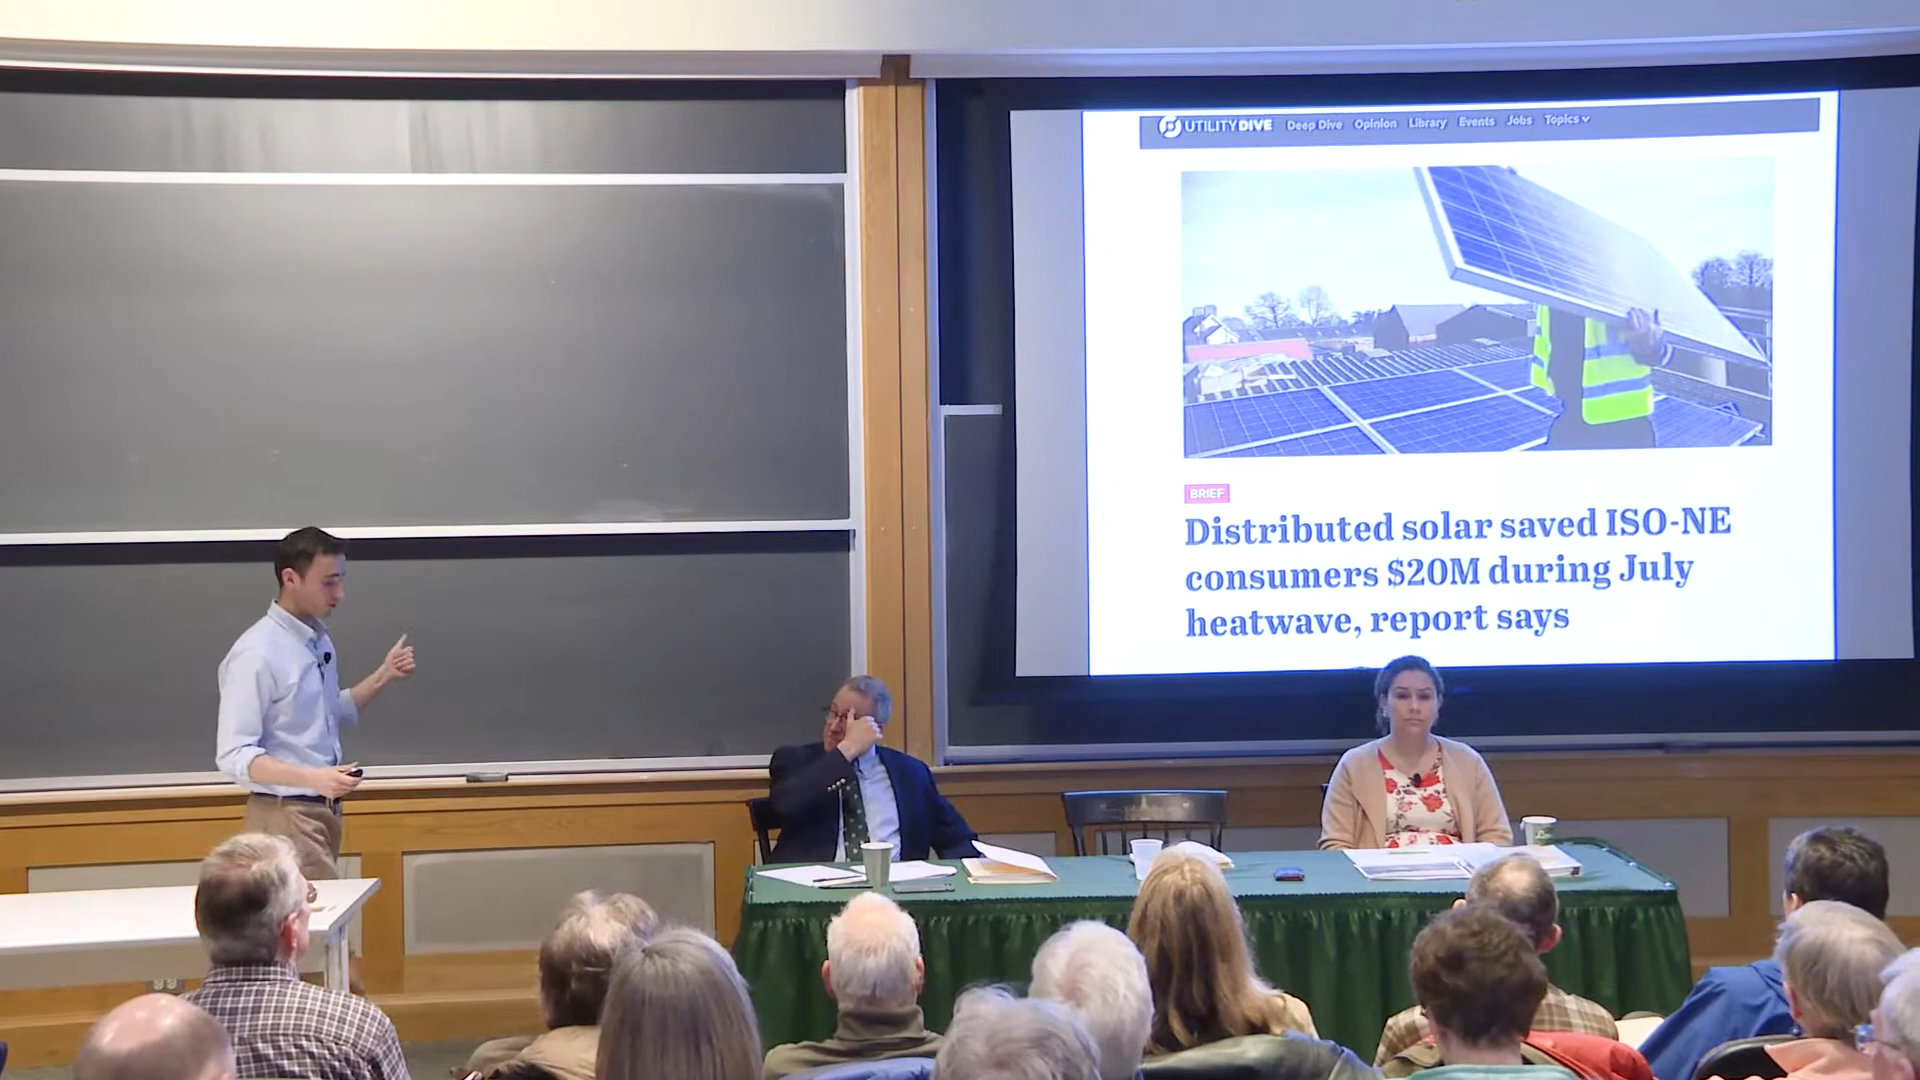 UTILITY DIVE Deep Dive Opinion Library Events Jobs Topics
BRIEF
Distributed solar saved ISO-NE
consumers $20M during July
heatwave, report says